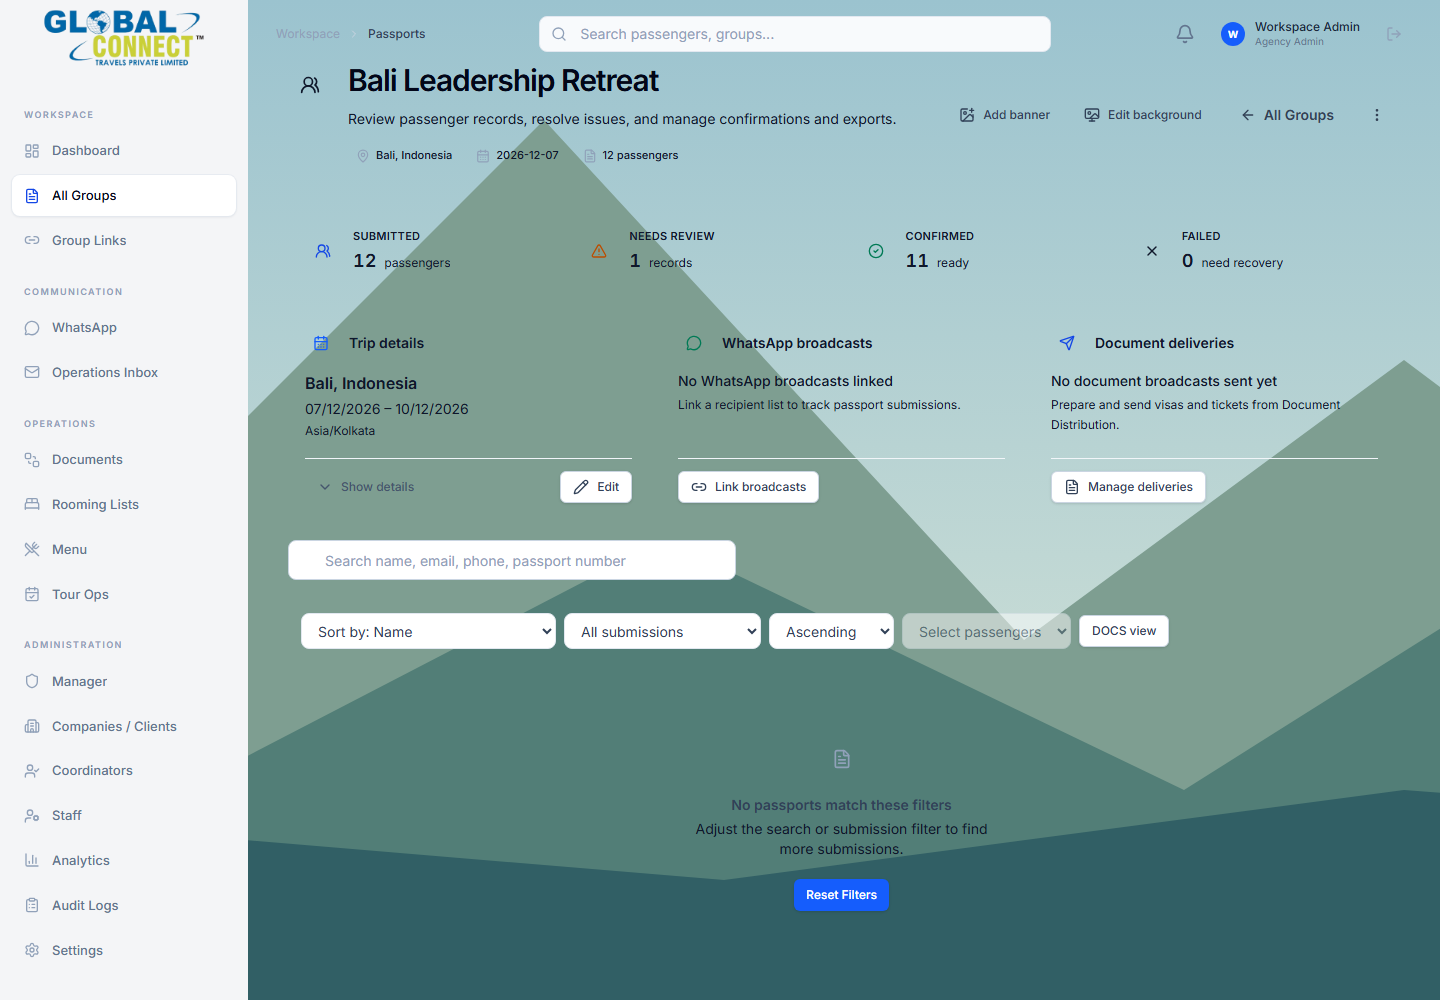 GLOBAL
CONNECT™
TRAVELS PRIVATE LIMITED
Workspace
Passports
Search passengers, groups...
W
Workspace Admin
Agency Admin
WORKSPACE
Dashboard
All Groups
Group Links
COMMUNICATION
WhatsApp
Operations Inbox
OPERATIONS
Documents
Rooming Lists
Menu
Tour Ops
ADMINISTRATION
Manager
Companies / Clients
Coordinators
Staff
Analytics
Audit Logs
Settings
Bali Leadership Retreat
Review passenger records, resolve issues, and manage confirmations and exports.
Add banner
Edit background
All Groups
Bali, Indonesia
2026-12-07
12 passengers
SUBMITTED
12 passengers
NEEDS REVIEW
1 records
CONFIRMED
11 ready
FAILED
0 need recovery
Trip details
Bali, Indonesia
07/12/2026 – 10/12/2026
Asia/Kolkata
Show details
Edit
WhatsApp broadcasts
No WhatsApp broadcasts linked
Link a recipient list to track passport submissions.
Link broadcasts
Document deliveries
No document broadcasts sent yet
Prepare and send visas and tickets from Document
Distribution.
Manage deliveries
Search name, email, phone, passport number
Sort by: Name
All submissions
Ascending
Select passengers
DOCS view
No passports match these filters
Adjust the search or submission filter to find
more submissions.
Reset Filters